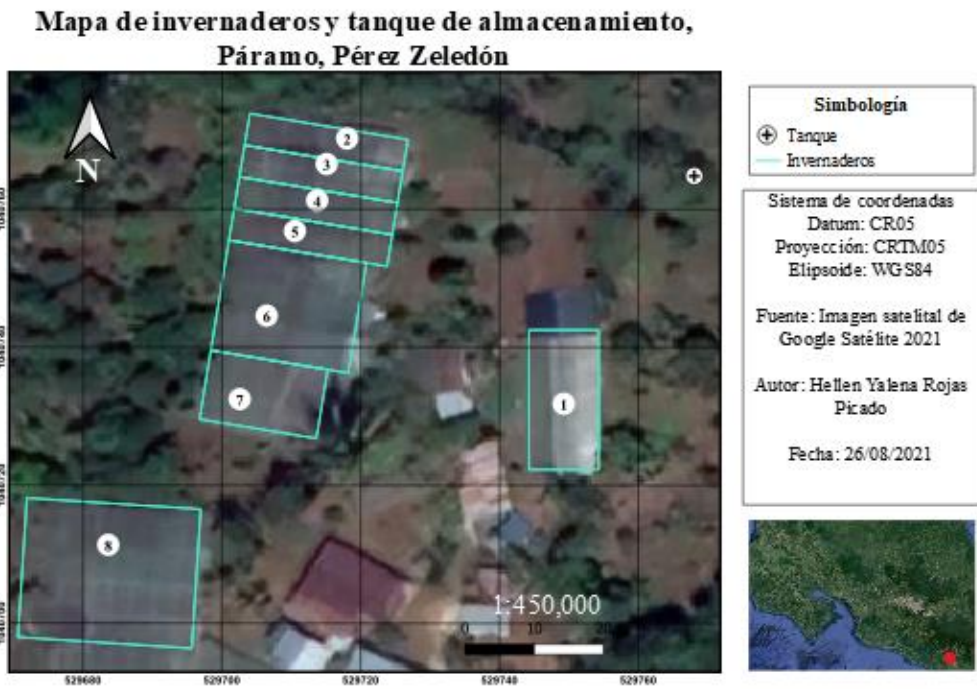 Mapa de invernaderos y tanque de almacenamiento,
Páramo, Pérez Zeledón
N
2
3
4
5
6
7
1
8
1:450,000
0 10 20
529680 529700 529720 529740 529760
Simbología
Tanque
Invernaderos
Sistema de coordenadas
Datum: CR05
Proyección: CRTM05
Elipsoide: WGS84
Fuente: Imagen satelital de
Google Satélite 2021
Autor: Hellen Yalena Rojas
Picado
Fecha: 26/08/2021